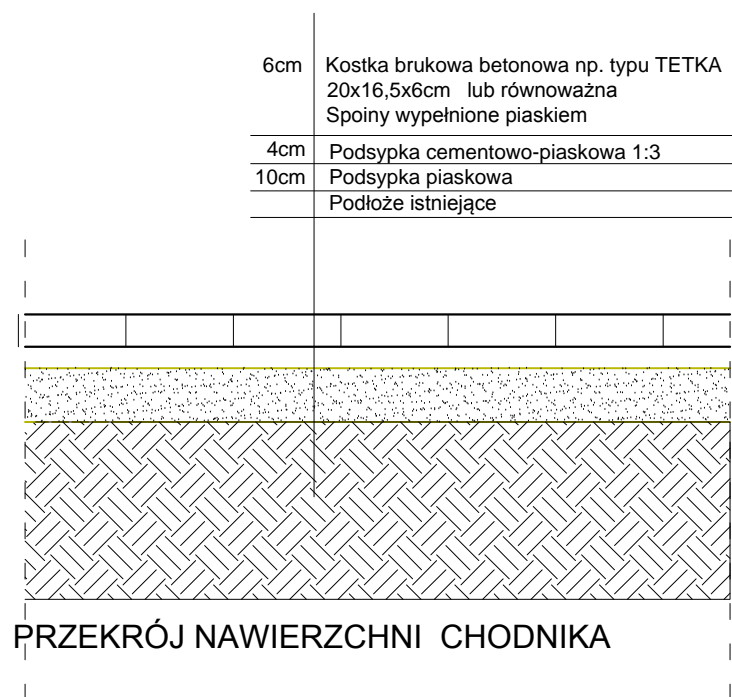 6cm Kostka brukowa betonowa np. typu TETKA
20x16,5x6cm lub równoważna
Spoiny wypełnione piaskiem
4cm Podsypka cementowo-piaskowa 1:3
10cm Podsypka piaskowa
Podłoże istniejące
PRZEKRÓJ NAWIERZCHNI CHODNIKA